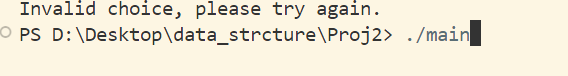 Invalid choice, please try again.
PS D:\Desktop\data_strcture\Proj2> ./main